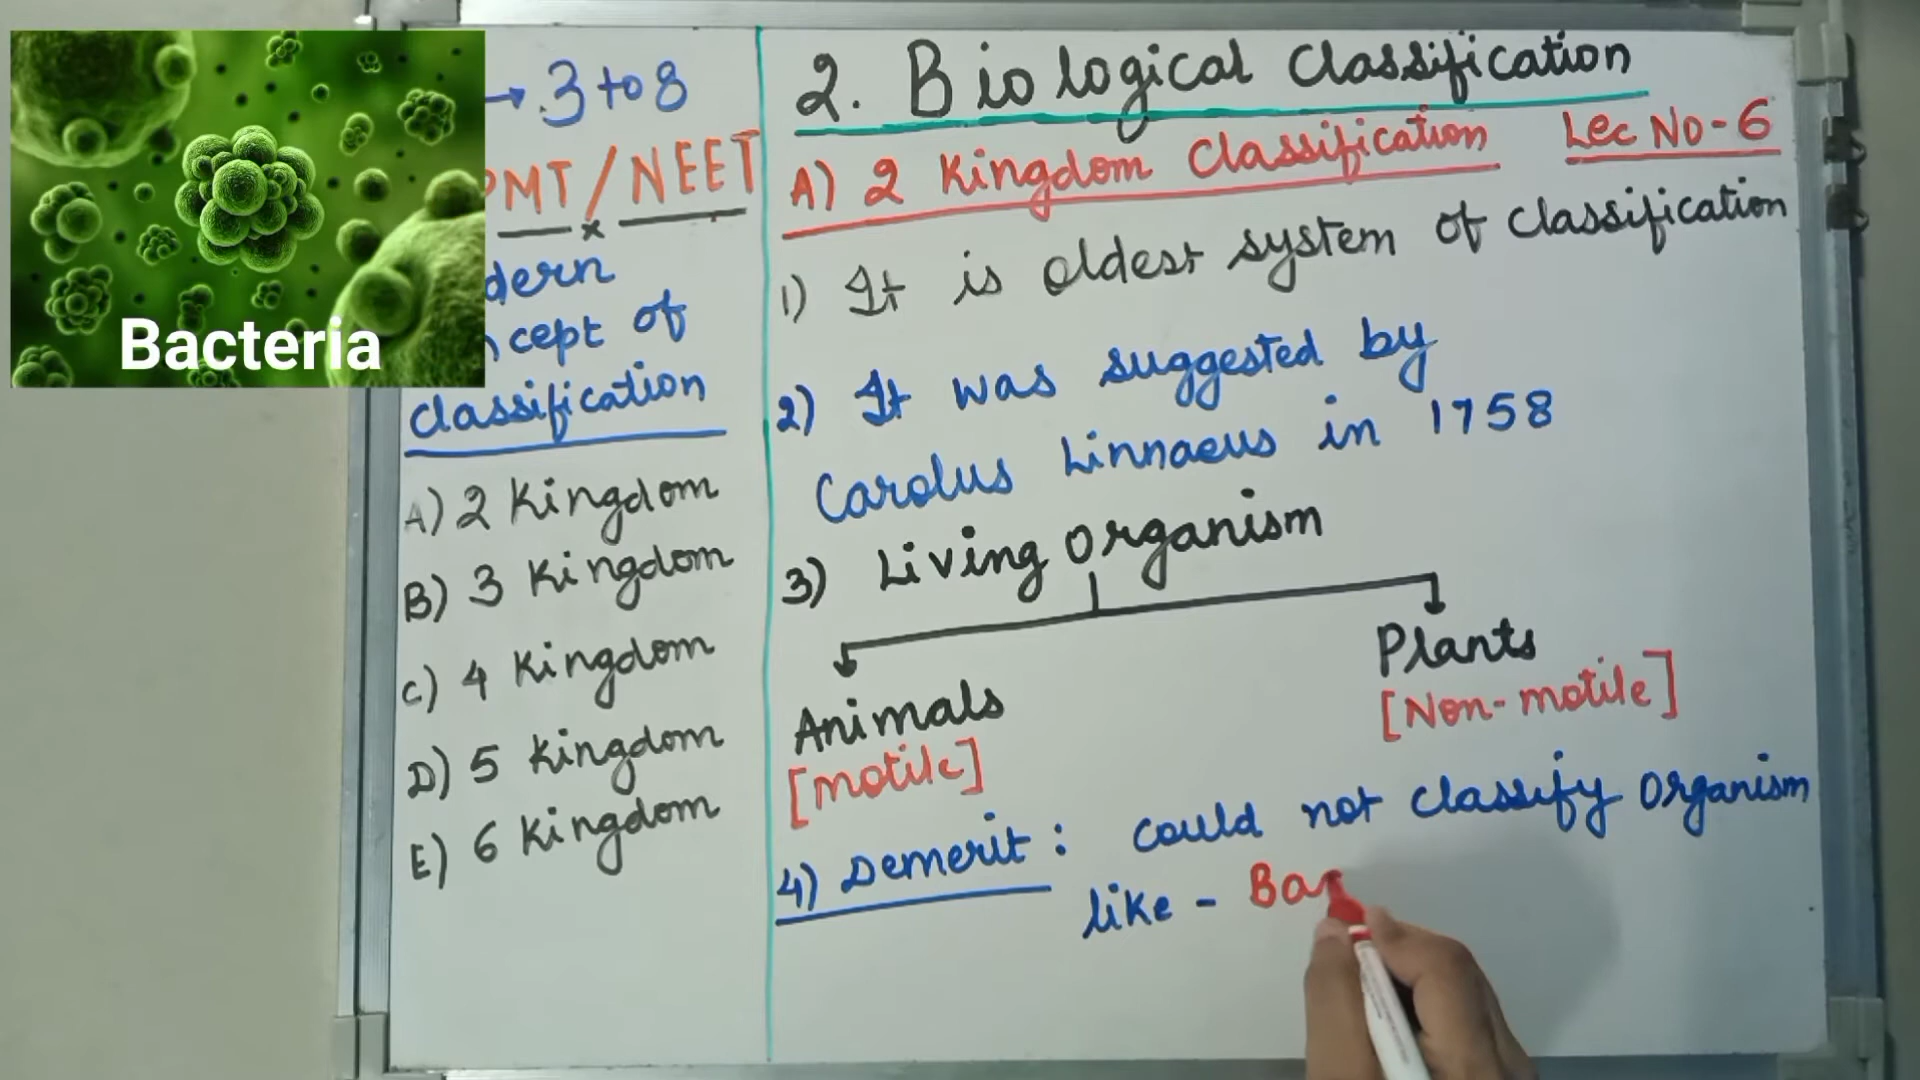 Bacteria
→ 3 to 8
PMT / NEET
dern
ncept of
Classification
A) 2 Kingdom
B) 3 Kingdom
C) 4 Kingdom
D) 5 Kingdom
E) 6 Kingdom
2. Biological Classification
A) 2 Kingdom Classification Lec No-6
1) It is oldest system of classification
2) It was suggested by
Carolus Linnaeus in 1758
3) Living organism
Plants
[Non-motile]
Animals
[motile]
4) Demerit : could not classify organism
like - Ba